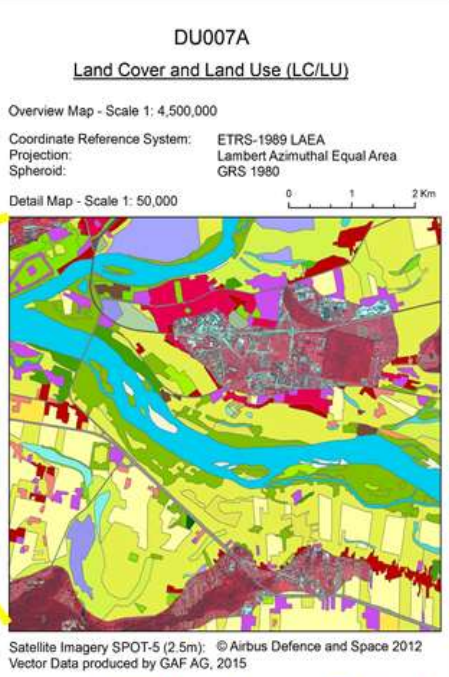 DU007A
Land Cover and Land Use (LC/LU)
Overview Map - Scale 1: 4,500,000
Coordinate Reference System: ETRS-1989 LAEA
Projection: Lambert Azimuthal Equal Area
Spheroid: GRS 1980
Detail Map - Scale 1: 50,000
0 1 2 Km
Satellite Imagery SPOT-5 (2.5m): © Airbus Defence and Space 2012
Vector Data produced by GAF AG, 2015